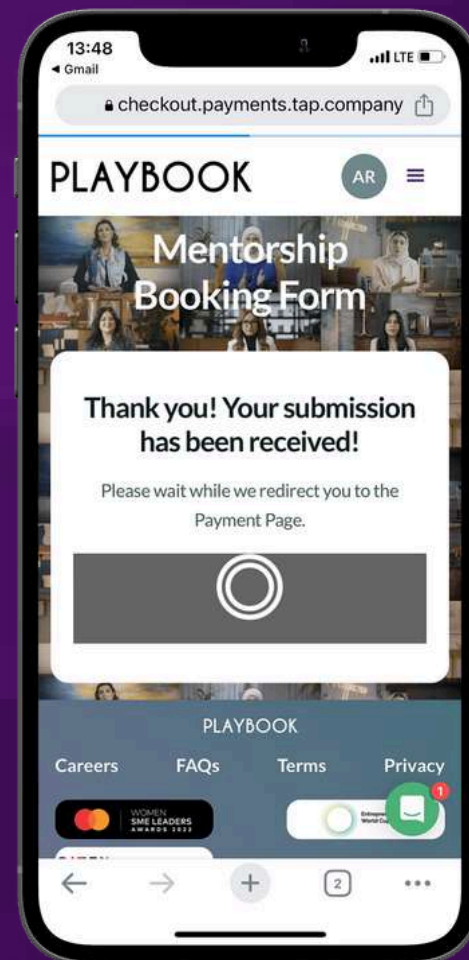 13:48
LTE
◀ Gmail
checkout.payments.tap.company
PLAYBOOK
AR
Mentorship
Booking Form
Thank you! Your submission
has been received!
Please wait while we redirect you to the
Payment Page.
PLAYBOOK
Careers FAQs Terms Privacy
1
WOMEN
SME LEADERS
AWARDS 2022
2